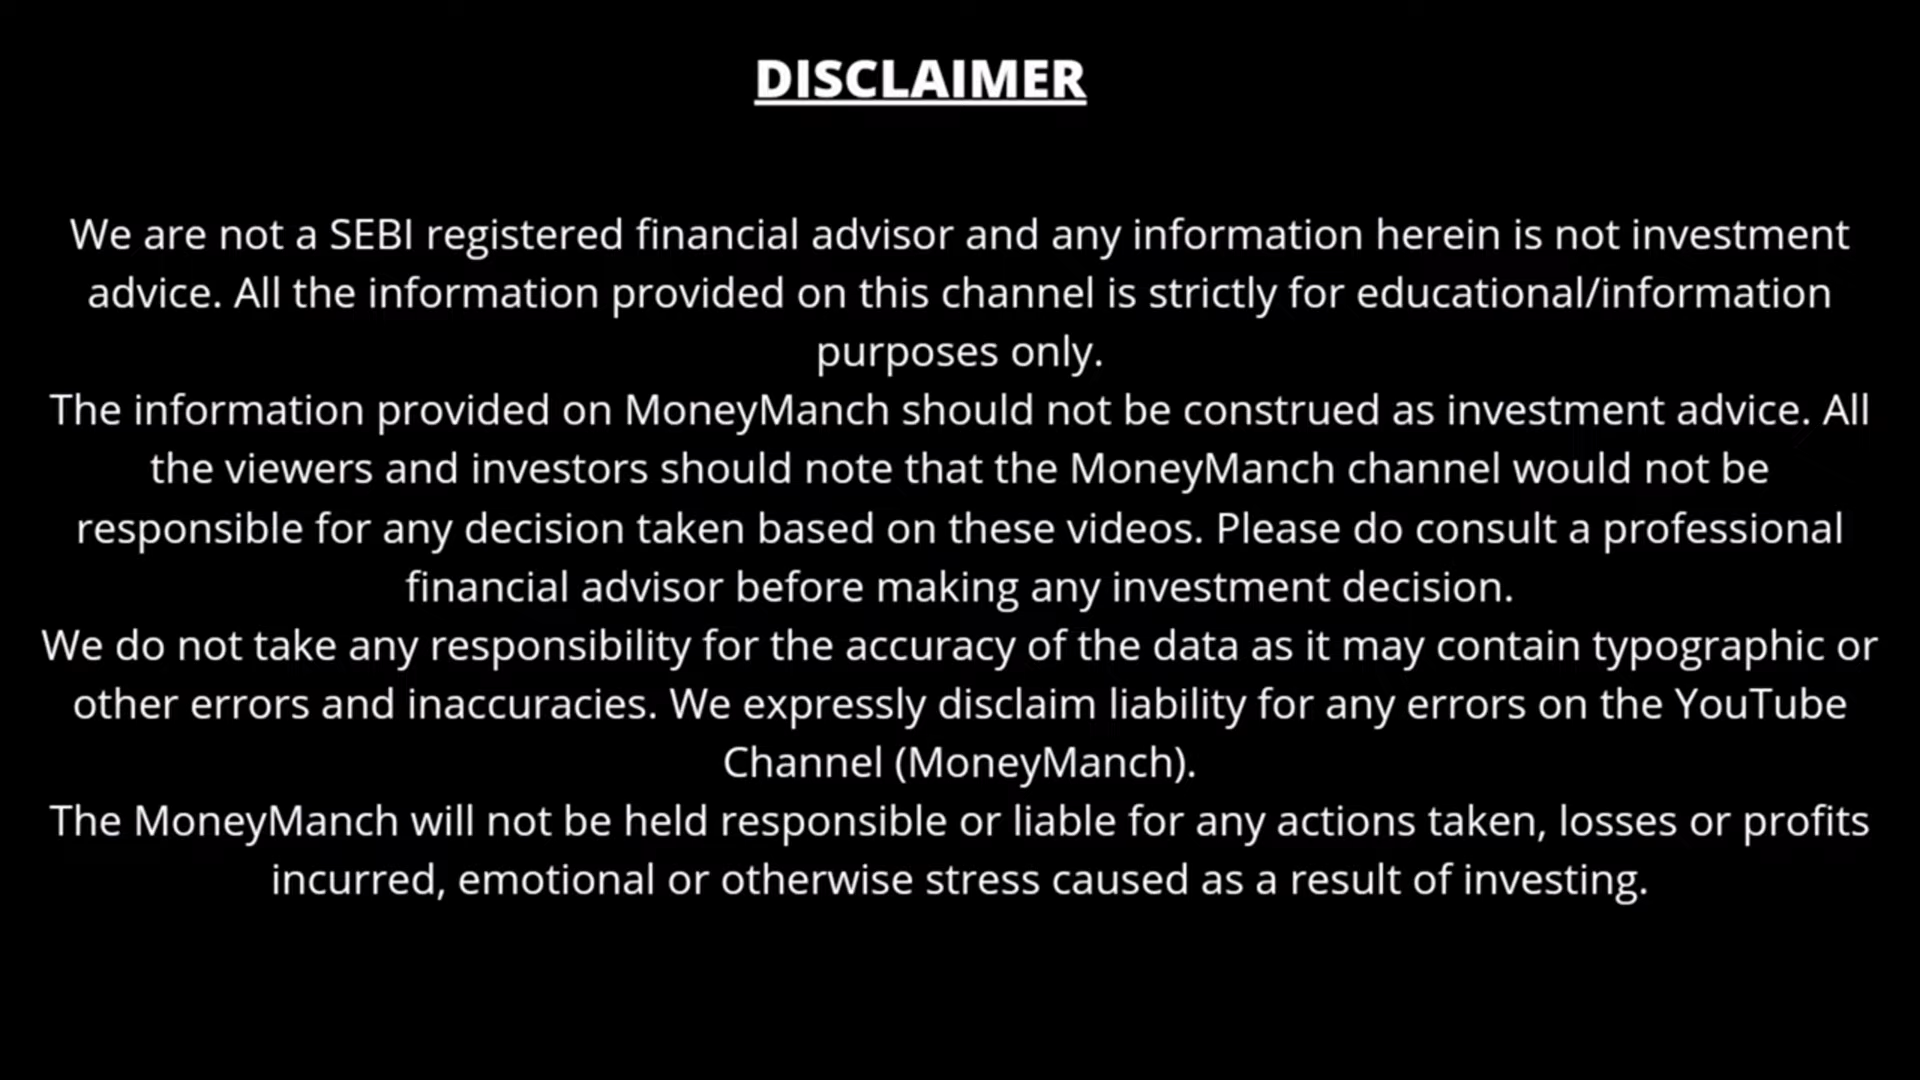 DISCLAIMER
We are not a SEBI registered financial advisor and any information herein is not investment
advice. All the information provided on this channel is strictly for educational/information
purposes only.
The information provided on MoneyManch should not be construed as investment advice. All
the viewers and investors should note that the MoneyManch channel would not be
responsible for any decision taken based on these videos. Please do consult a professional
financial advisor before making any investment decision.
We do not take any responsibility for the accuracy of the data as it may contain typographic or
other errors and inaccuracies. We expressly disclaim liability for any errors on the YouTube
Channel (MoneyManch).
The MoneyManch will not be held responsible or liable for any actions taken, losses or profits
incurred, emotional or otherwise stress caused as a result of investing.